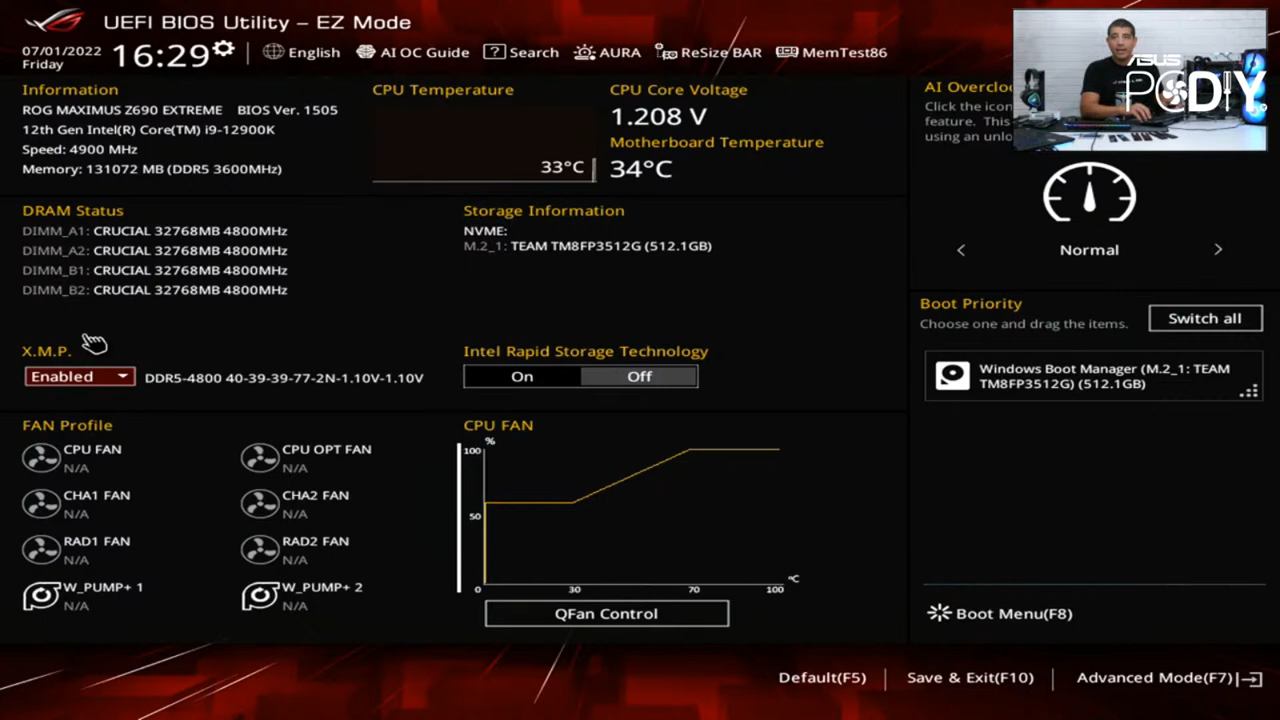 UEFI BIOS Utility – EZ Mode
07/01/2022
Friday
16:29
English
AI OC Guide
? Search
AURA
ReSize BAR
MemTest86
ASUS
PCDIY.
Information
ROG MAXIMUS Z690 EXTREME BIOS Ver. 1505
12th Gen Intel(R) Core(TM) i9-12900K
Speed: 4900 MHz
Memory: 131072 MB (DDR5 3600MHz)
CPU Temperature
33°C
CPU Core Voltage
1.208 V
Motherboard Temperature
34°C
DRAM Status
DIMM_A1: CRUCIAL 32768MB 4800MHz
DIMM_A2: CRUCIAL 32768MB 4800MHz
DIMM_B1: CRUCIAL 32768MB 4800MHz
DIMM_B2: CRUCIAL 32768MB 4800MHz
Storage Information
NVME:
M.2_1: TEAM TM8FP3512G (512.1GB)
X.M.P.
Enabled
DDR5-4800 40-39-39-77-2N-1.10V-1.10V
Intel Rapid Storage Technology
On Off
FAN Profile
CPU FAN
N/A
CPU OPT FAN
N/A
CHA1 FAN
N/A
CHA2 FAN
N/A
RAD1 FAN
N/A
RAD2 FAN
N/A
W_PUMP+ 1
N/A
W_PUMP+ 2
N/A
CPU FAN
%
100
50
0 30 70 100
°C
QFan Control
AI Overcloc
Click the icon
feature. This
using an unlo
Normal
Boot Priority
Choose one and drag the items.
Switch all
Windows Boot Manager (M.2_1: TEAM
TM8FP3512G) (512.1GB)
Boot Menu(F8)
Default(F5)
Save & Exit(F10)
Advanced Mode(F7)